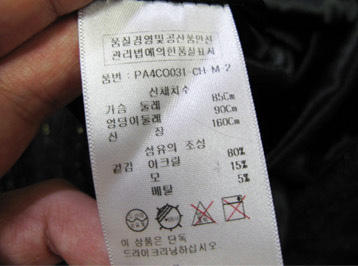 품질경영및공산품안전
관리법에의한품질표시
품번 : PA4CO031-CH-M-2
신체치수
가슴 둘레 85Cm
엉덩이둘레 90Cm
신 장 160Cm
섬유의 조성
겉감 아크릴 80%
모 15%
메탈 5%
이 상품은 단독
드라이크리닝하십시오